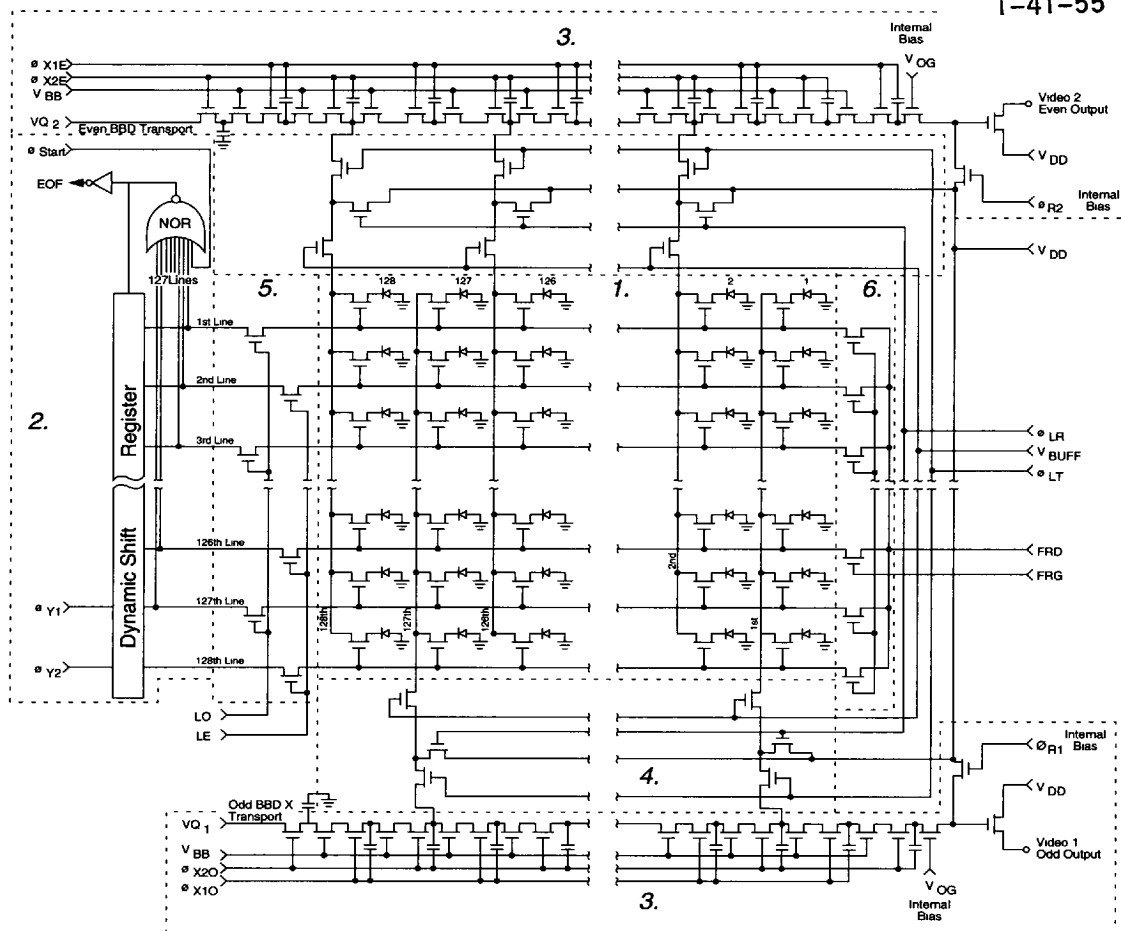 T-41-55
3.
Internal
Bias
V OG
ø X1E
ø X2E
V BB
VQ 2
Even BBD Transport
Video 2
Even Output
V DD
ø R2
Internal
Bias
V DD
ø Start
EOF
NOR
127Lines
5.
128
127
126
1.
2
1
6.
1st Line
2nd Line
3rd Line
2.
Dynamic Shift
Register
ø LR
V BUFF
ø LT
126th Line
127th Line
128th Line
128th
127th
126th
2nd
1st
FRD
FRG
ø Y1
ø Y2
LO
LE
4.
Internal
Bias
Ø R1
V DD
Video 1
Odd Output
Odd BBD X
Transport
VQ 1
V BB
ø X2O
ø X1O
V OG
Internal
Bias
3.